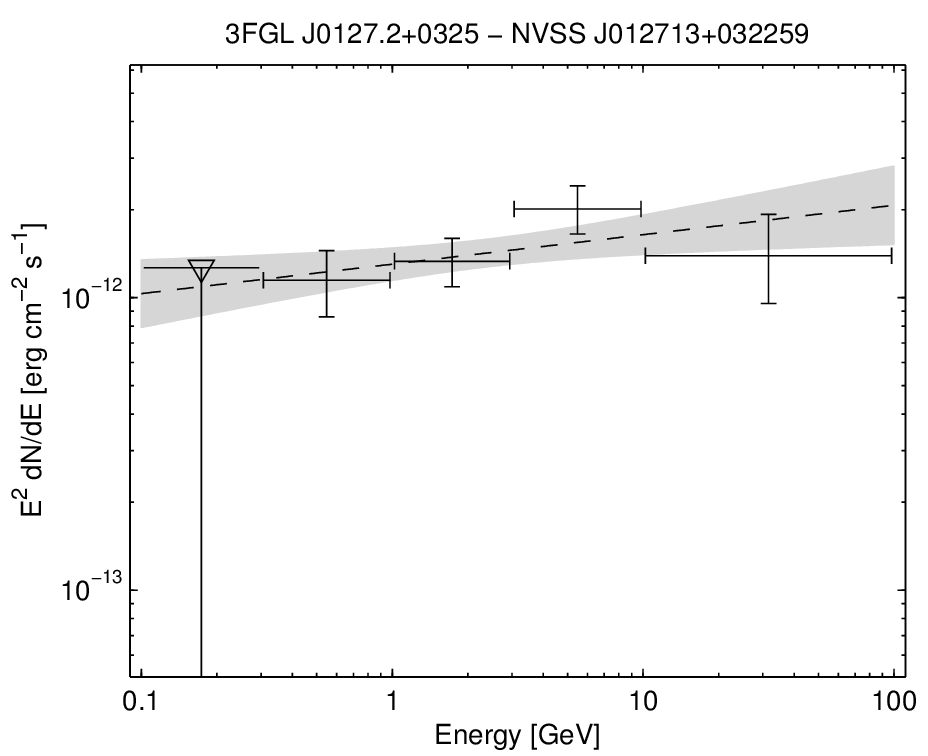 3FGL J0127.2+0325 − NVSS J012713+032259
E² dN/dE [erg cm⁻² s⁻¹]
10⁻¹²
10⁻¹³
0.1 1 10 100
Energy [GeV]